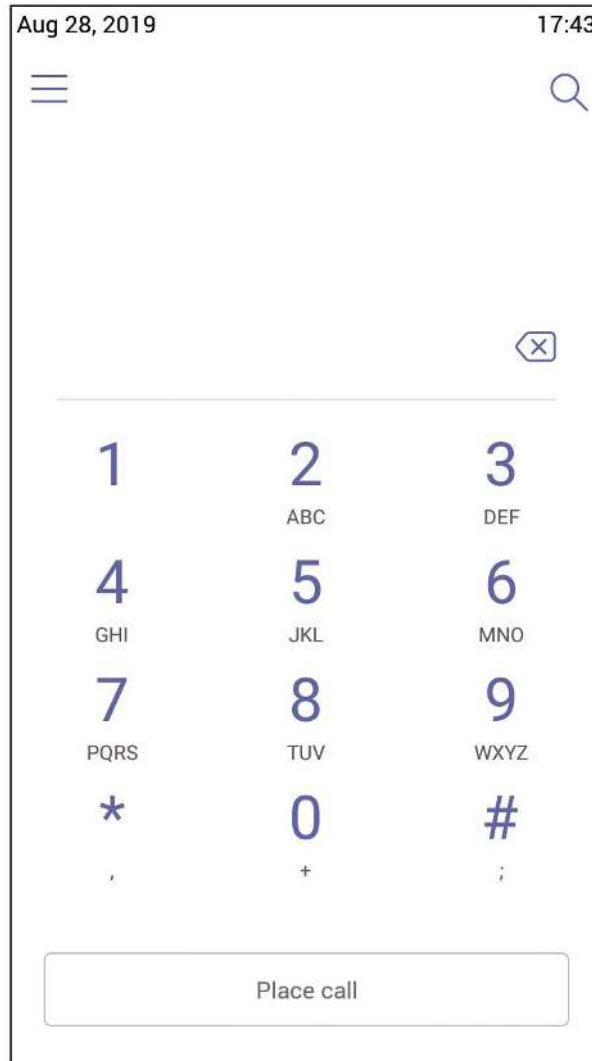 Aug 28, 2019 17:43
1 2 3
ABC DEF
4 5 6
GHI JKL MNO
7 8 9
PQRS TUV WXYZ
* 0 #
, + ;
Place call